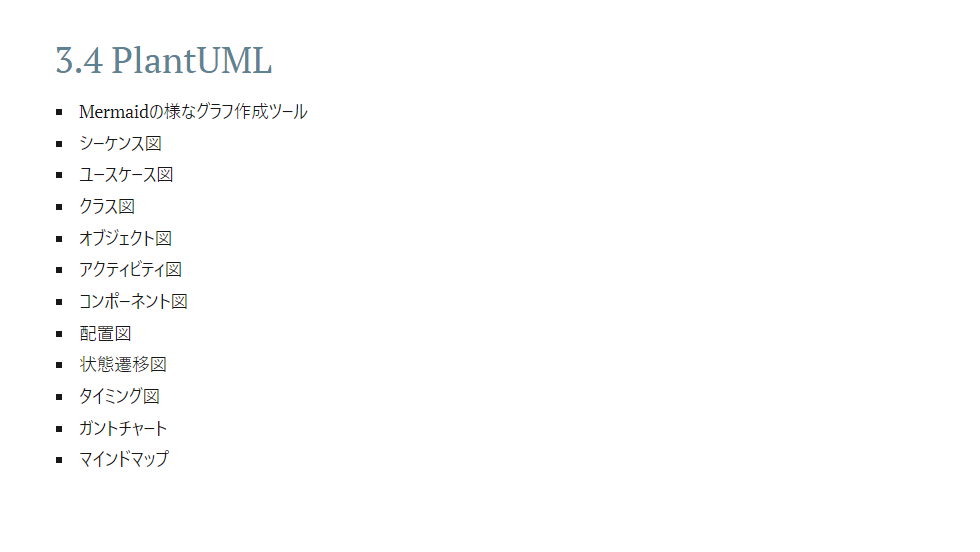 3.4 PlantUML
Mermaidの様なグラフ作成ツール
シーケンス図
ユースケース図
クラス図
オブジェクト図
アクティビティ図
コンポーネント図
配置図
状態遷移図
タイミング図
ガントチャート
マインドマップ